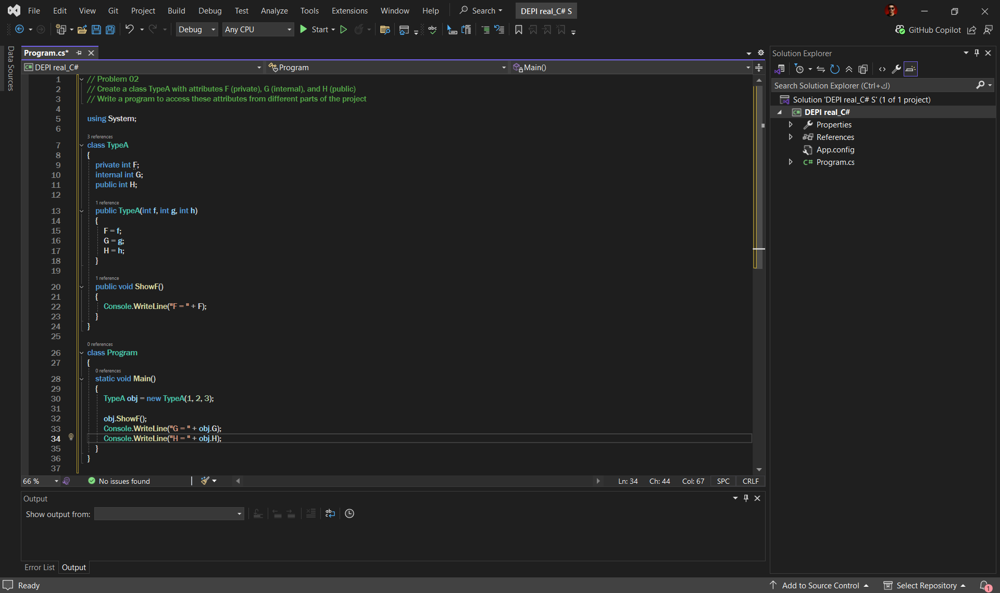 File Edit View Git Project Build Debug Test Analyze Tools Extensions Window Help Search DEPI real_C# S
Debug Any CPU Start GitHub Copilot
Data Sources
Program.cs*
DEPI real_C# Program Main()
1 // Problem 02
2 // Create a class TypeA with attributes F (private), G (internal), and H (public)
3 // Write a program to access these attributes from different parts of the project
4
5 using System;
6
3 references
7 class TypeA
8 {
9 private int F;
10 internal int G;
11 public int H;
12
1 reference
13 public TypeA(int f, int g, int h)
14 {
15 F = f;
16 G = g;
17 H = h;
18 }
19
1 reference
20 public void ShowF()
21 {
22 Console.WriteLine("F = " + F);
23 }
24 }
25
0 references
26 class Program
27 {
0 references
28 static void Main()
29 {
30 TypeA obj = new TypeA(1, 2, 3);
31
32 obj.ShowF();
33 Console.WriteLine("G = " + obj.G);
34 Console.WriteLine("H = " + obj.H);
35 }
36 }
37
66 % No issues found Ln: 34 Ch: 44 Col: 67 SPC CRLF
Output
Show output from:
Error List Output
Solution Explorer
Search Solution Explorer (Ctrl+ك)
Solution 'DEPI real_C# S' (1 of 1 project)
DEPI real_C#
Properties
References
App.config
C# Program.cs
Ready Add to Source Control Select Repository 1